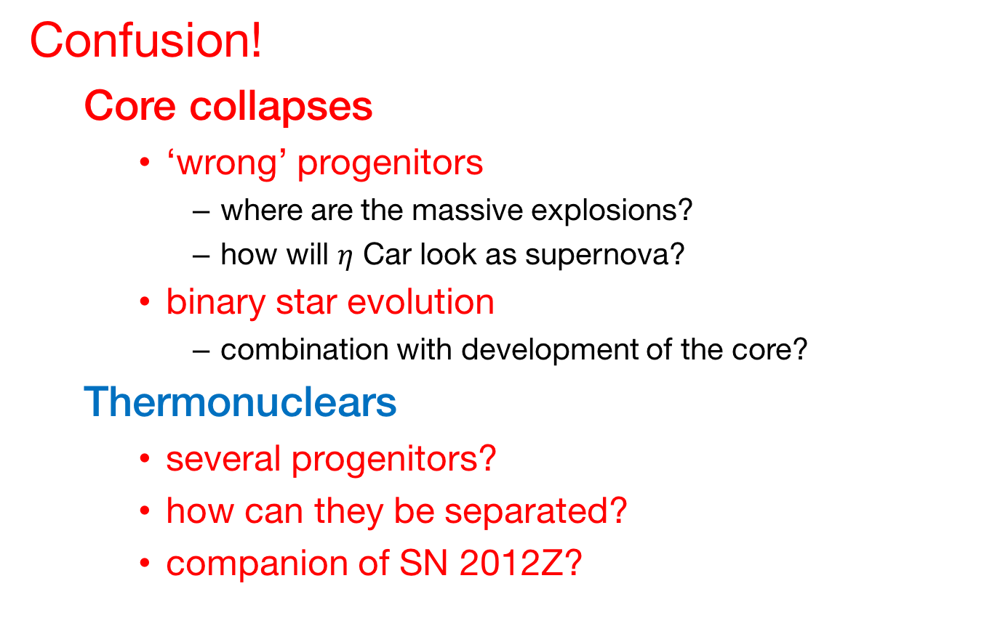 Confusion!
Core collapses
• ‘wrong’ progenitors
– where are the massive explosions?
– how will η Car look as supernova?
• binary star evolution
– combination with development of the core?
Thermonuclears
• several progenitors?
• how can they be separated?
• companion of SN 2012Z?